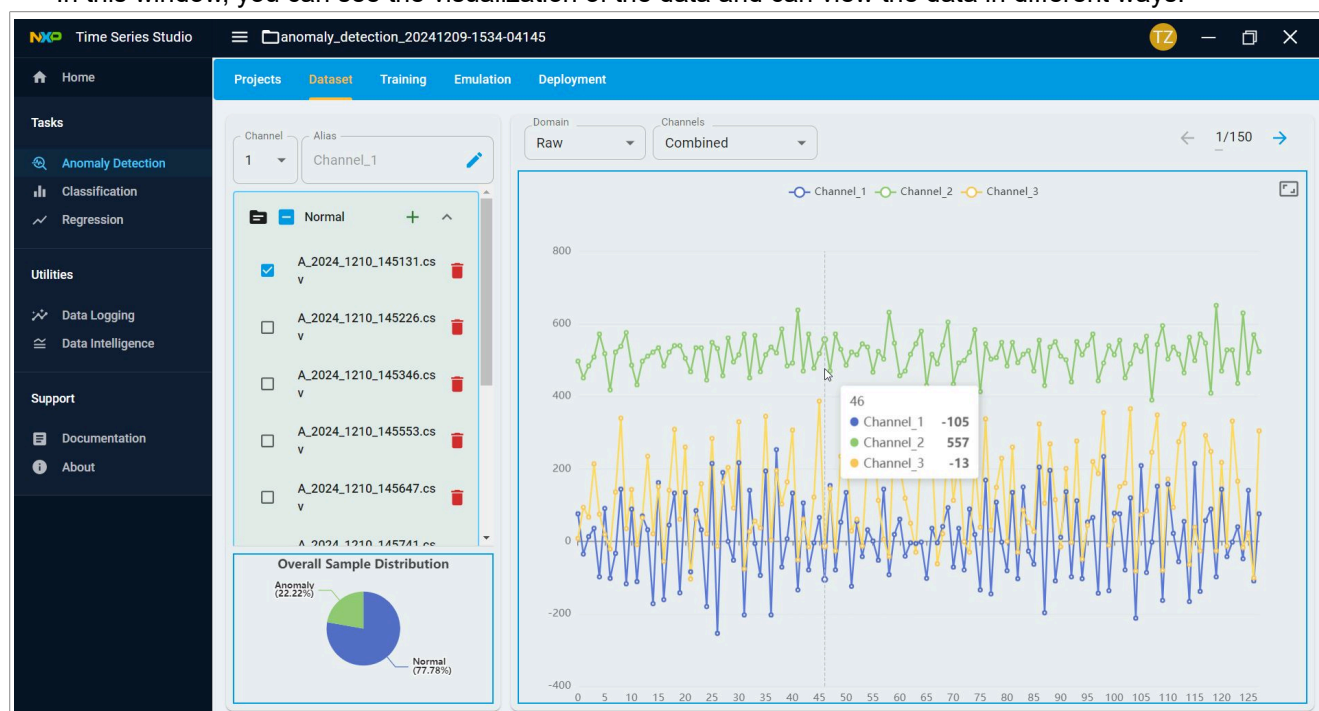 In this window, you can see the visualization of the data and can view the data in different ways.
NXP Time Series Studio
anomaly_detection_20241209-1534-04145
TZ
Home
Projects Dataset Training Emulation Deployment
Tasks
Anomaly Detection
Classification
Regression
Utilities
Data Logging
Data Intelligence
Support
Documentation
About
Channel
1
Alias
Channel_1
Normal
A_2024_1210_145131.cs
v
A_2024_1210_145226.cs
v
A_2024_1210_145346.cs
v
A_2024_1210_145553.cs
v
A_2024_1210_145647.cs
v
A_2024_1210_145741.cs
Overall Sample Distribution
Anomaly
(22.22%)
Normal
(77.78%)
Domain
Raw
Channels
Combined
1/150
Channel_1 Channel_2 Channel_3
800
600
400
200
0
-200
-400
46
Channel_1 -105
Channel_2 557
Channel_3 -13
0 5 10 15 20 25 30 35 40 45 50 55 60 65 70 75 80 85 90 95 100 105 110 115 120 125